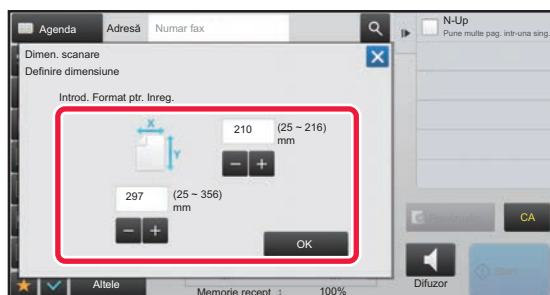 Agenda
Adresă
Numar fax
N-Up
Pune multe pag. intr-una sing.
Dimen. scanare
Definire dimensiune
Introd. Format ptr. Inreg.
X
Y
210
(25 ~ 216)
mm
297
(25 ~ 356)
mm
OK
CA
Start
Altele
Memorie recept :
100%
Difuzor